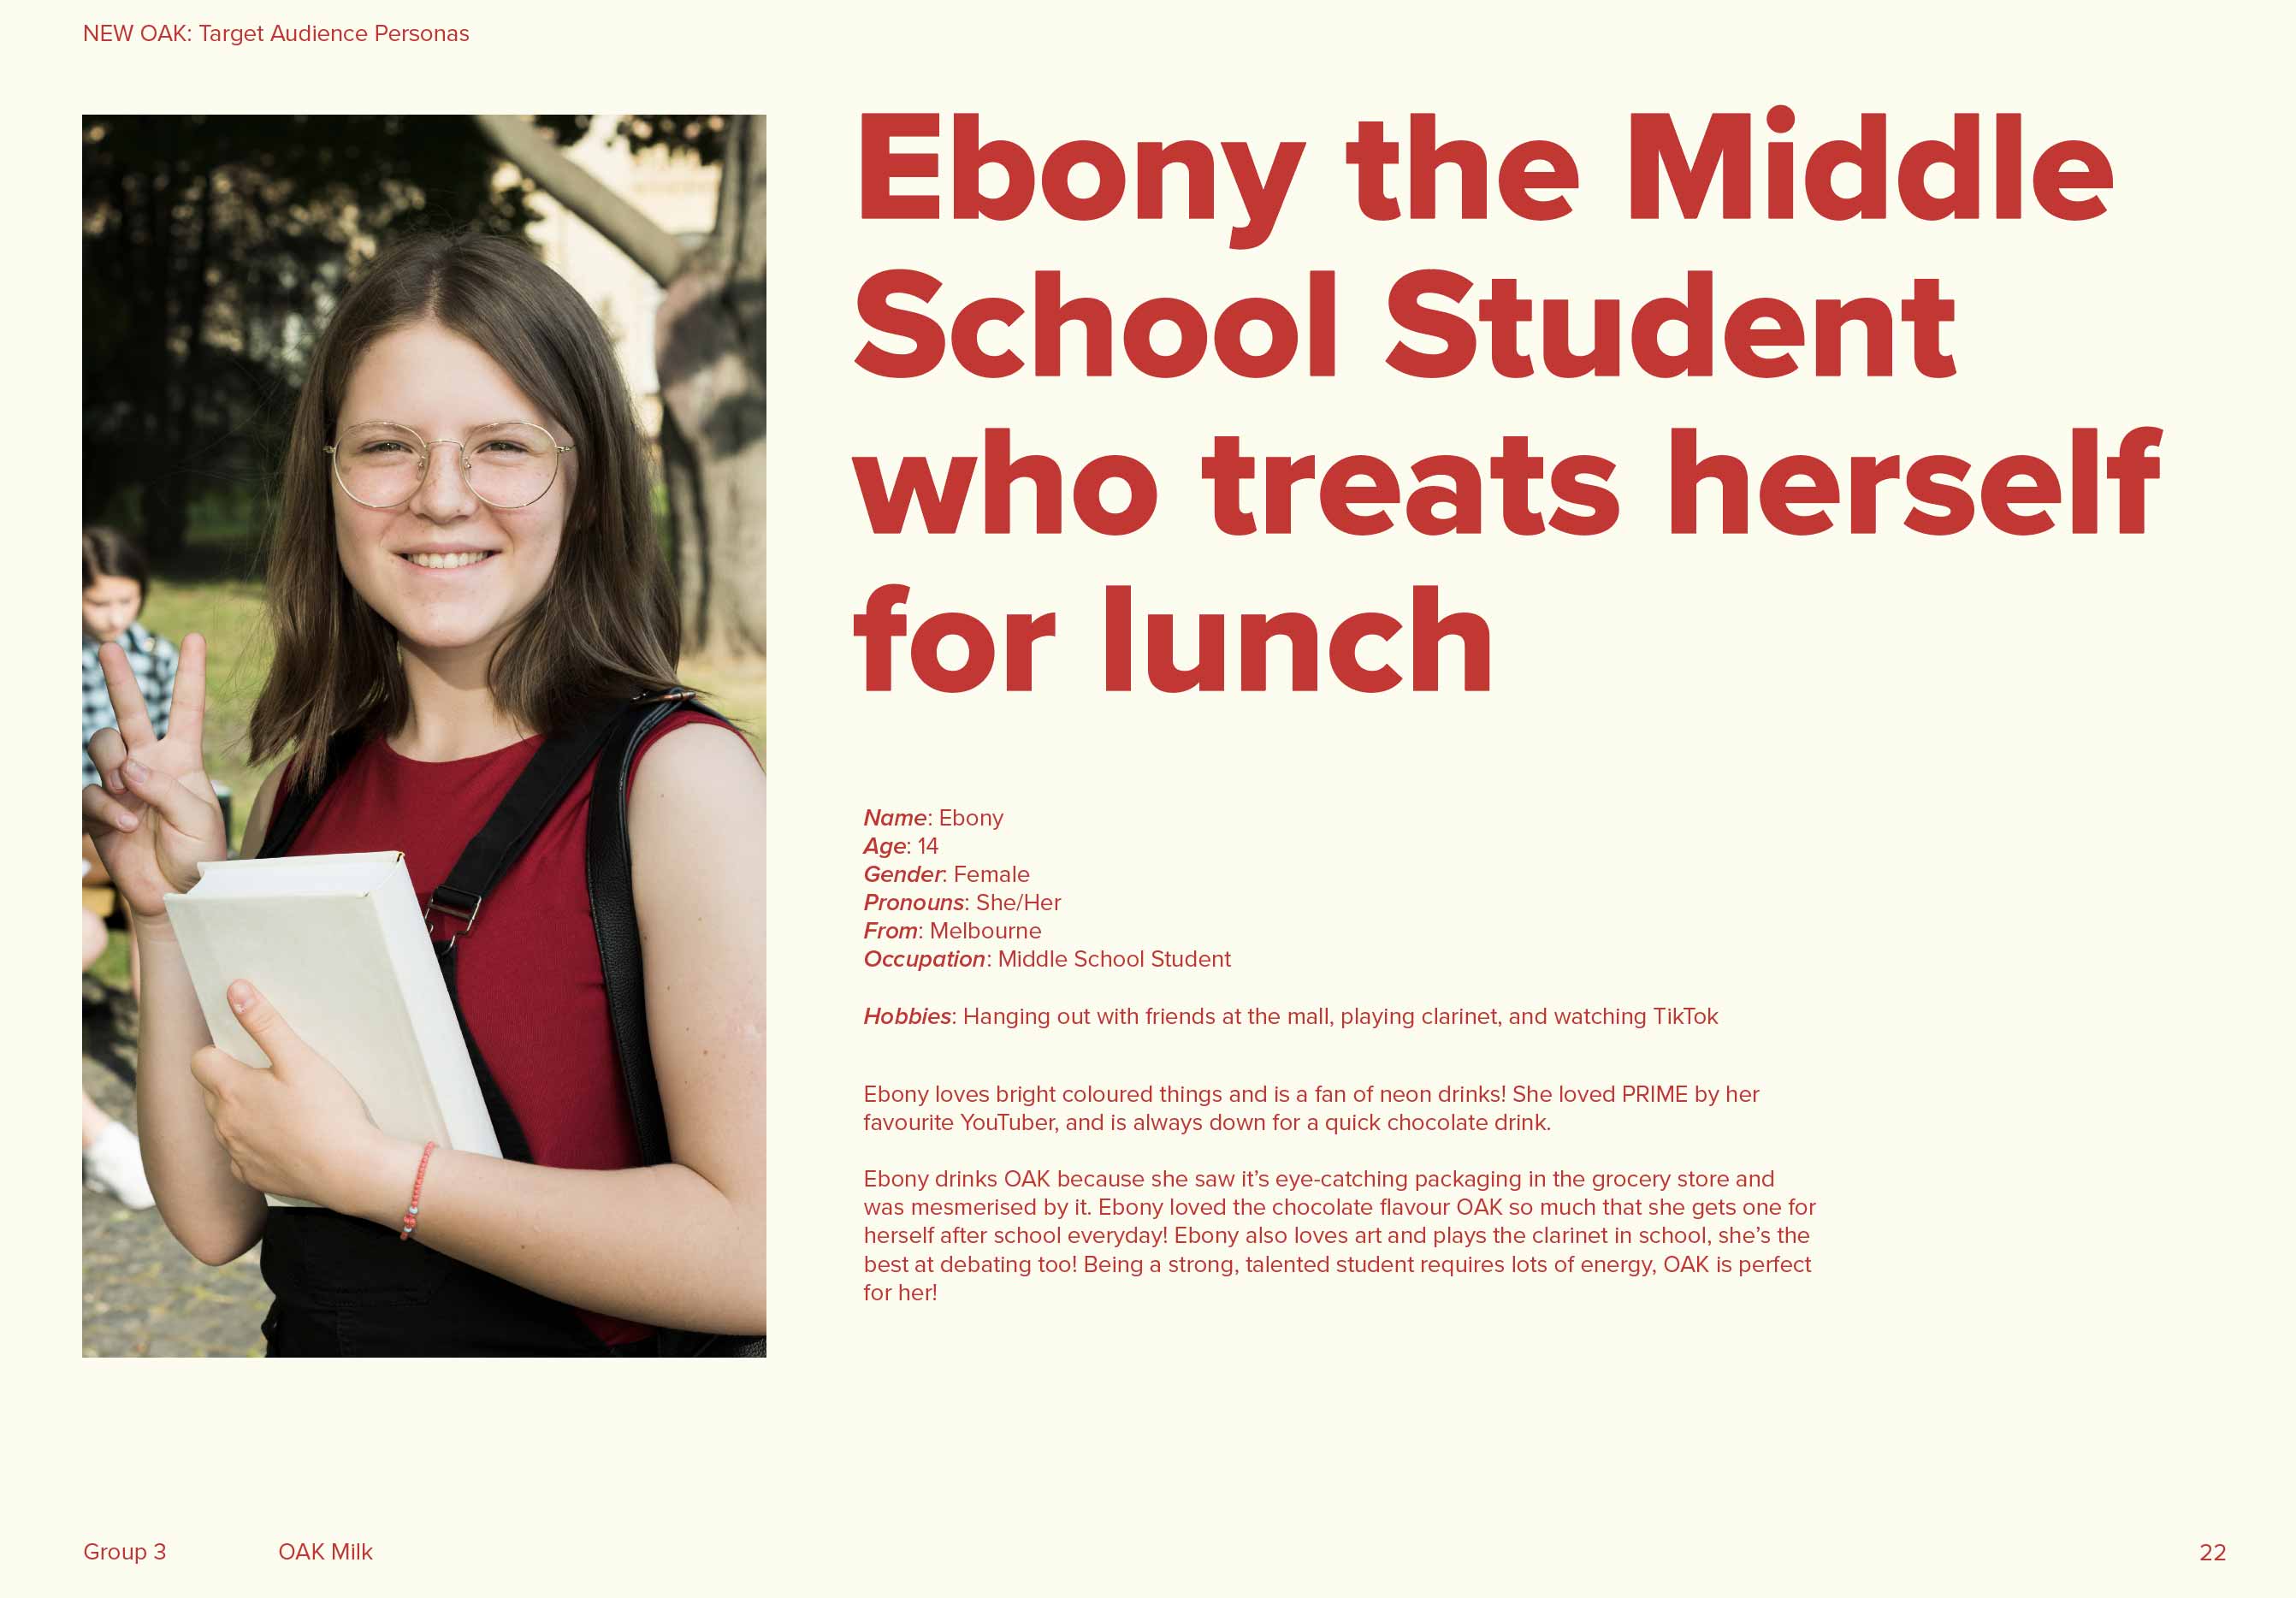 NEW OAK: Target Audience Personas
Ebony the Middle
School Student
who treats herself
for lunch
Name: Ebony
Age: 14
Gender: Female
Pronouns: She/Her
From: Melbourne
Occupation: Middle School Student
Hobbies: Hanging out with friends at the mall, playing clarinet, and watching TikTok
Ebony loves bright coloured things and is a fan of neon drinks! She loved PRIME by her
favourite YouTuber, and is always down for a quick chocolate drink.
Ebony drinks OAK because she saw it’s eye-catching packaging in the grocery store and
was mesmerised by it. Ebony loved the chocolate flavour OAK so much that she gets one for
herself after school everyday! Ebony also loves art and plays the clarinet in school, she’s the
best at debating too! Being a strong, talented student requires lots of energy, OAK is perfect
for her!
Group 3 OAK Milk 22